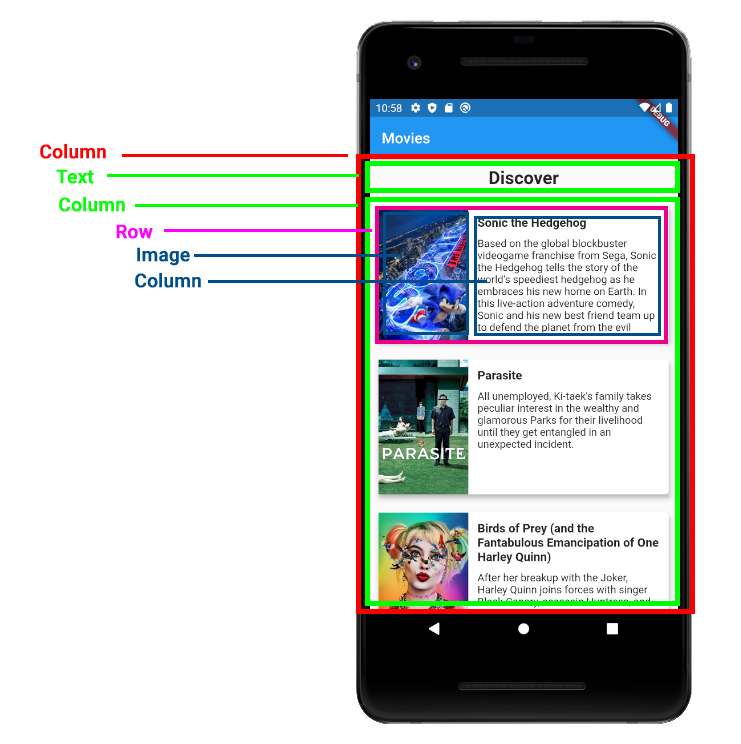 10:58
DEBUG
Movies
Column
Text
Discover
Column
Sonic the Hedgehog
Row
Based on the global blockbuster
videogame franchise from Sega, Sonic
Image
the Hedgehog tells the story of the
Column
world's speediest hedgehog as he
embraces his new home on Earth. In
this live-action adventure comedy,
Sonic and his new best friend team up
to defend the planet from the evil
Parasite
All unemployed, Ki-taek's family takes
peculiar interest in the wealthy and
glamorous Parks for their livelihood
until they get entangled in an
unexpected incident.
PARASITE
Birds of Prey (and the
Fantabulous Emancipation of One
Harley Quinn)
After her breakup with the Joker,
Harley Quinn joins forces with singer
Black Canary, assassin Huntress, and